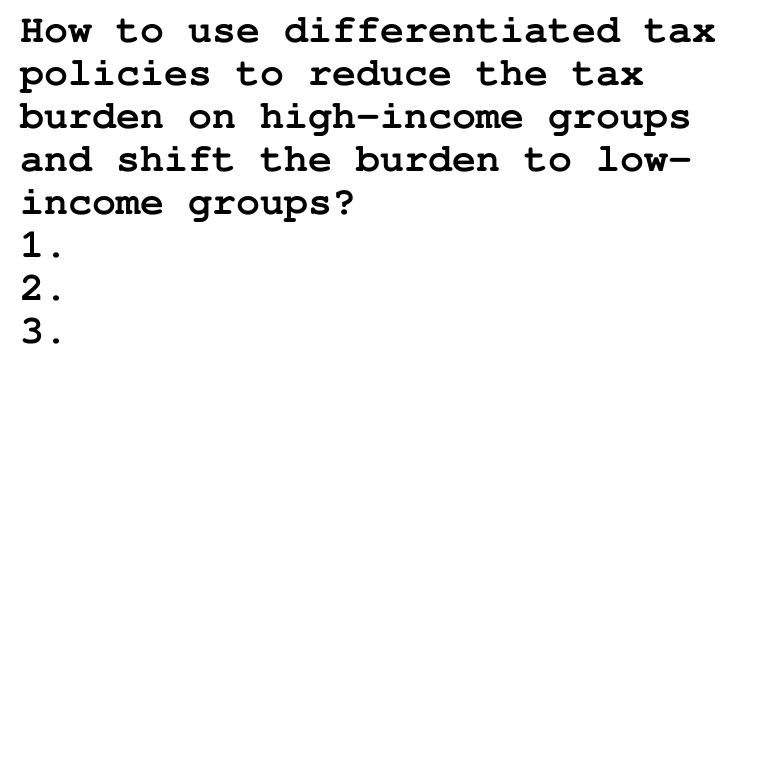 How to use differentiated tax
policies to reduce the tax
burden on high-income groups
and shift the burden to low-
income groups?
1.
2.
3.